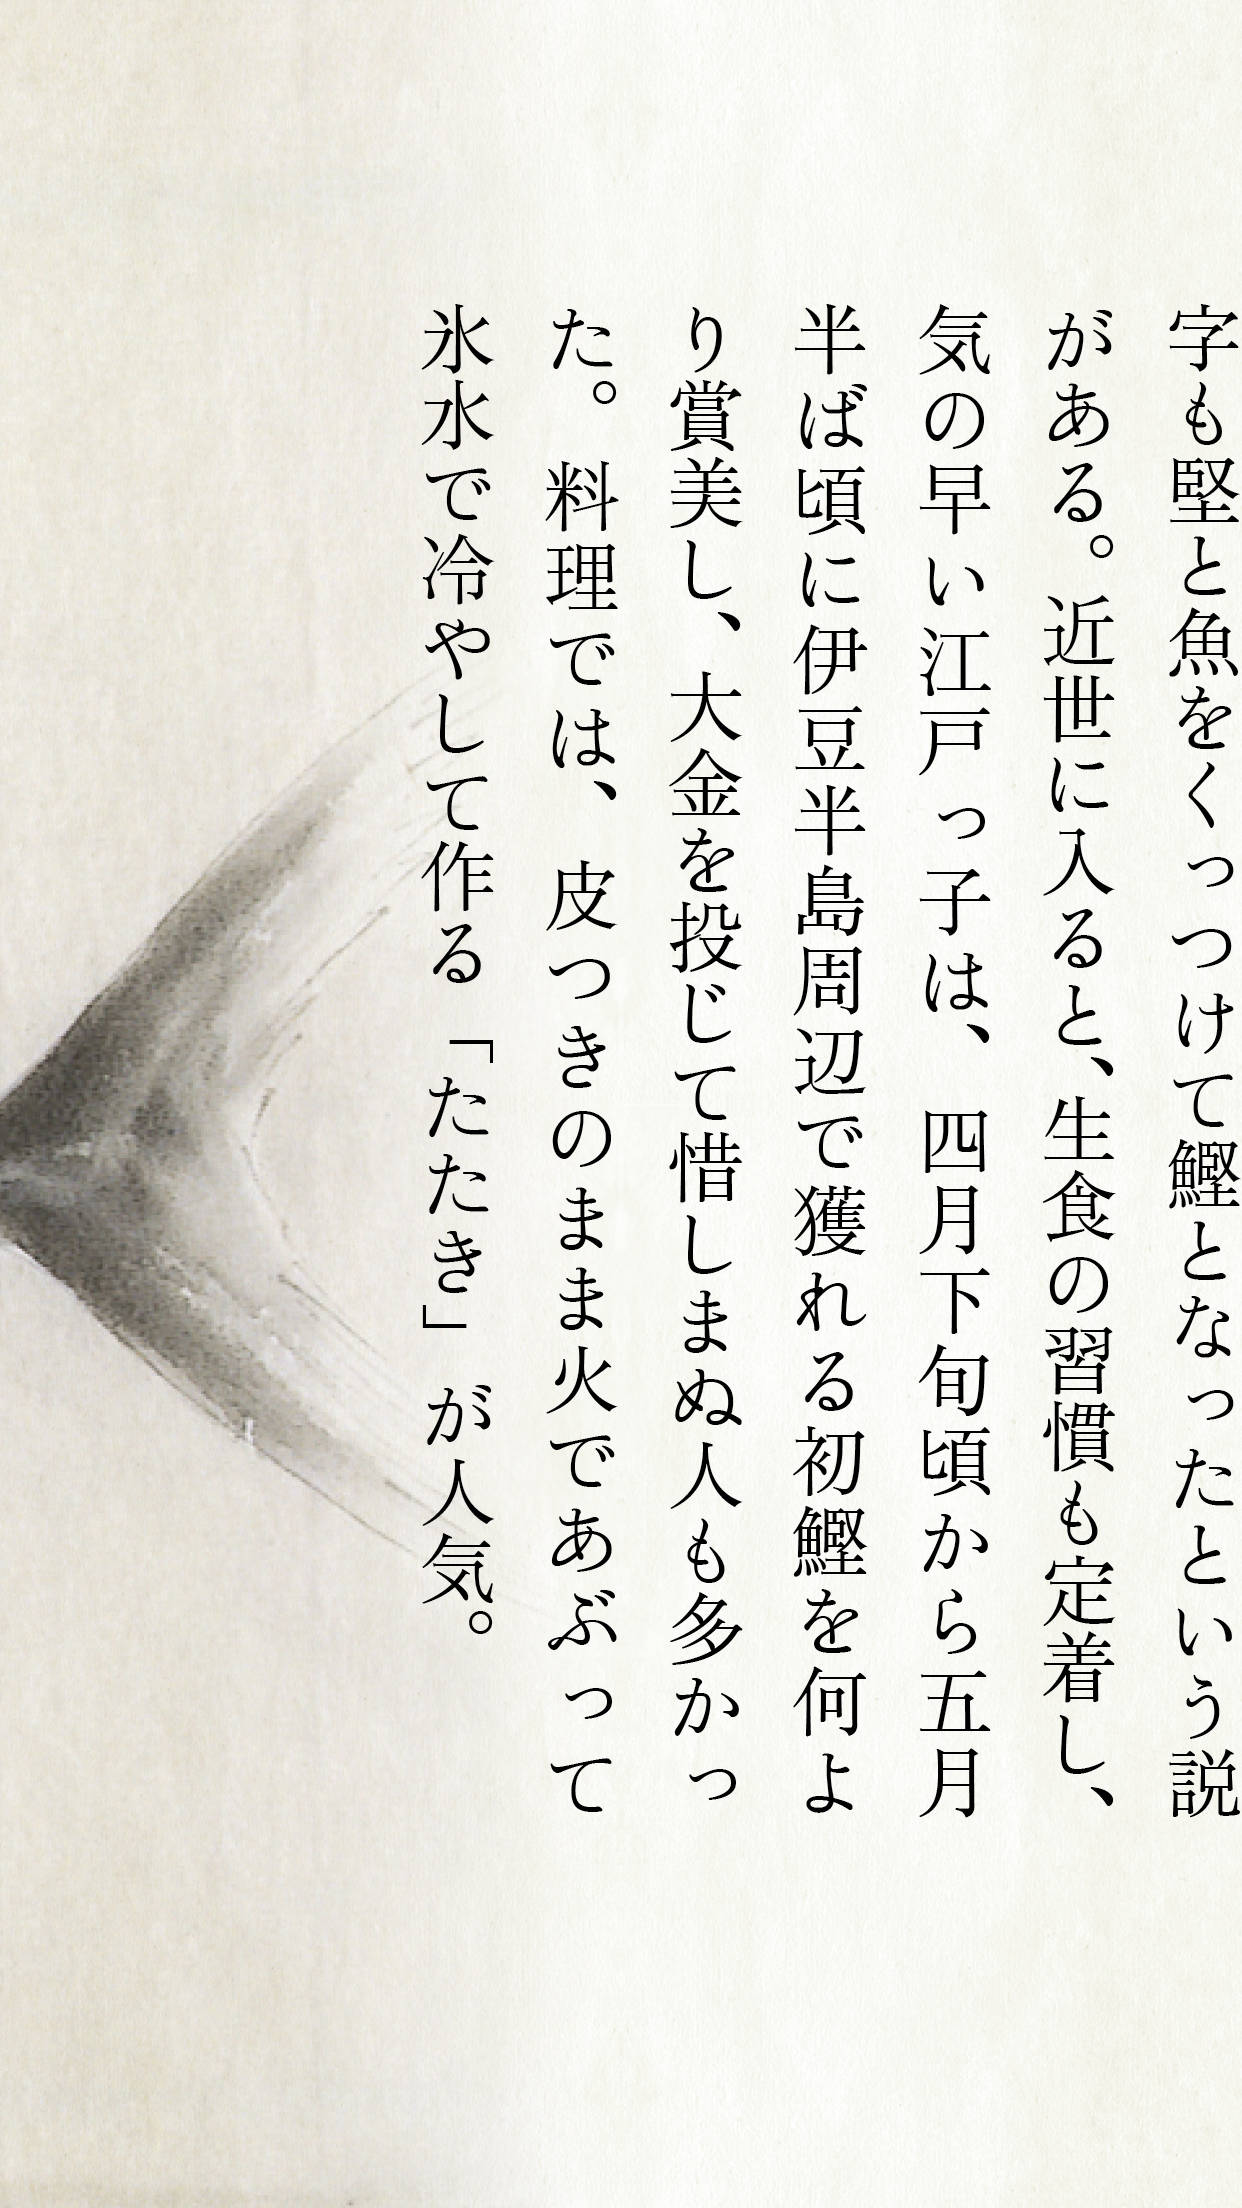 字も堅と魚をくっつけて鰹となったという説
がある。近世に入ると、生食の習慣も定着し、
気の早い江戸っ子は、四月下旬頃から五月
半ば頃に伊豆半島周辺で獲れる初鰹を何よ
り賞美し、大金を投じて惜しまぬ人も多かっ
た。料理では、皮つきのまま火であぶって
氷水で冷やして作る「たたき」が人気。